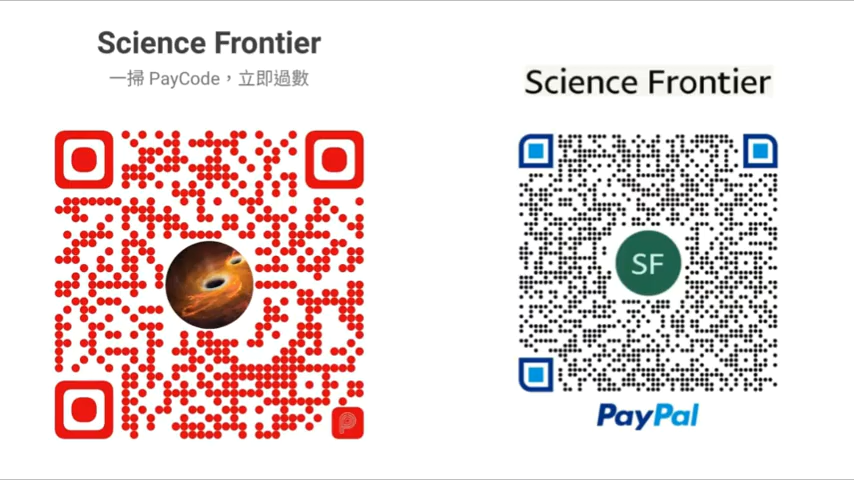 Science Frontier
一掃 PayCode，立即過數
Science Frontier
SF
PayPal